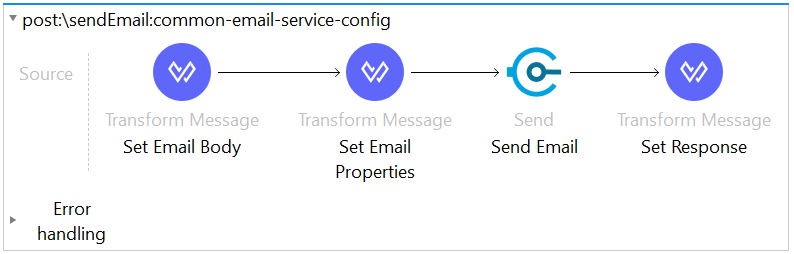 post:\sendEmail:common-email-service-config
Source
Transform Message
Set Email Body
Transform Message
Set Email
Properties
Send
Send Email
Transform Message
Set Response
Error
handling